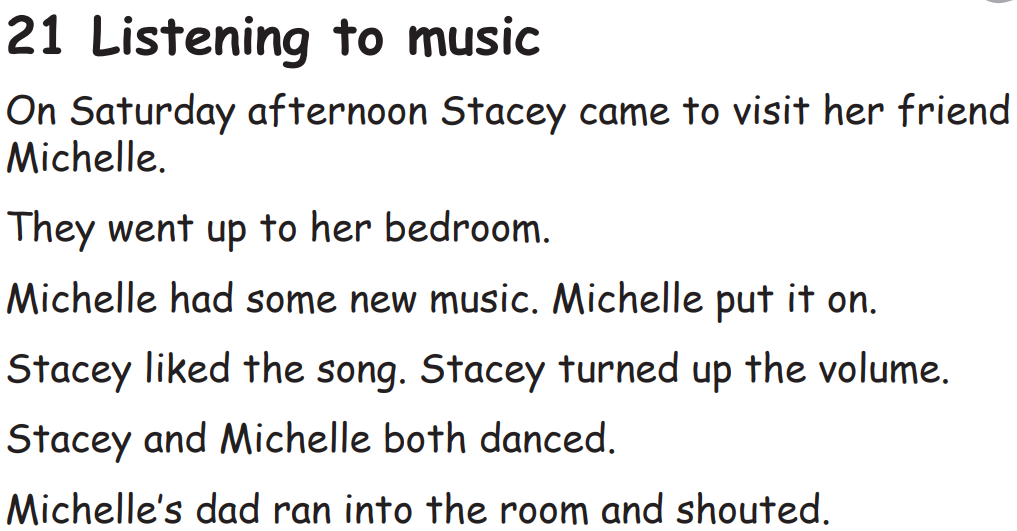 21 Listening to music
On Saturday afternoon Stacey came to visit her friend
Michelle.
They went up to her bedroom.
Michelle had some new music. Michelle put it on.
Stacey liked the song. Stacey turned up the volume.
Stacey and Michelle both danced.
Michelle's dad ran into the room and shouted.